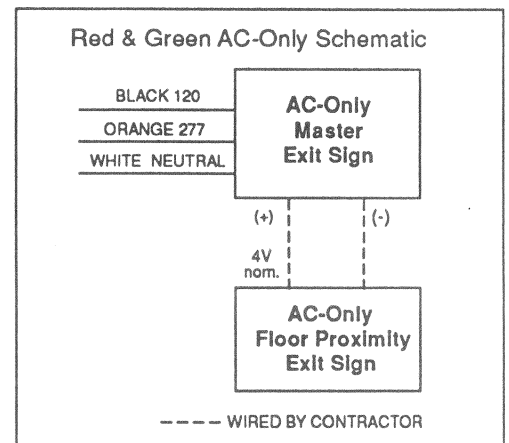 Red & Green AC-Only Schematic
BLACK 120
ORANGE 277
WHITE NEUTRAL
AC-Only
Master
Exit Sign
(+)
(-)
4V
nom.
AC-Only
Floor Proximity
Exit Sign
---- WIRED BY CONTRACTOR